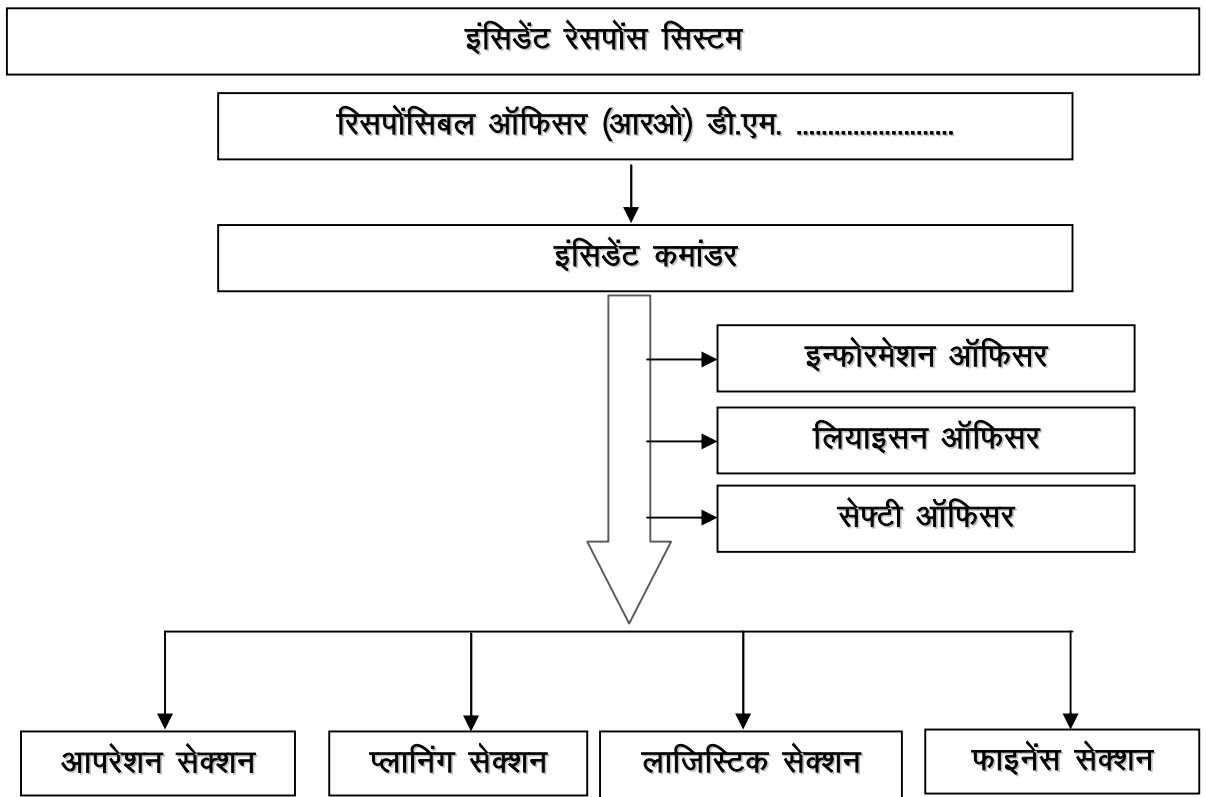 इंसिडेंट रेसपोंस सिस्टम
रिसपोंसिबल ऑफिसर (आरओ) डी.एम. .........................
इंसिडेंट कमांडर
इन्फोरमेशन ऑफिसर
लियाइसन ऑफिसर
सेफ्टी ऑफिसर
आपरेशन सेक्शन
प्लानिंग सेक्शन
लाजिस्टिक सेक्शन
फाइनेंस सेक्शन